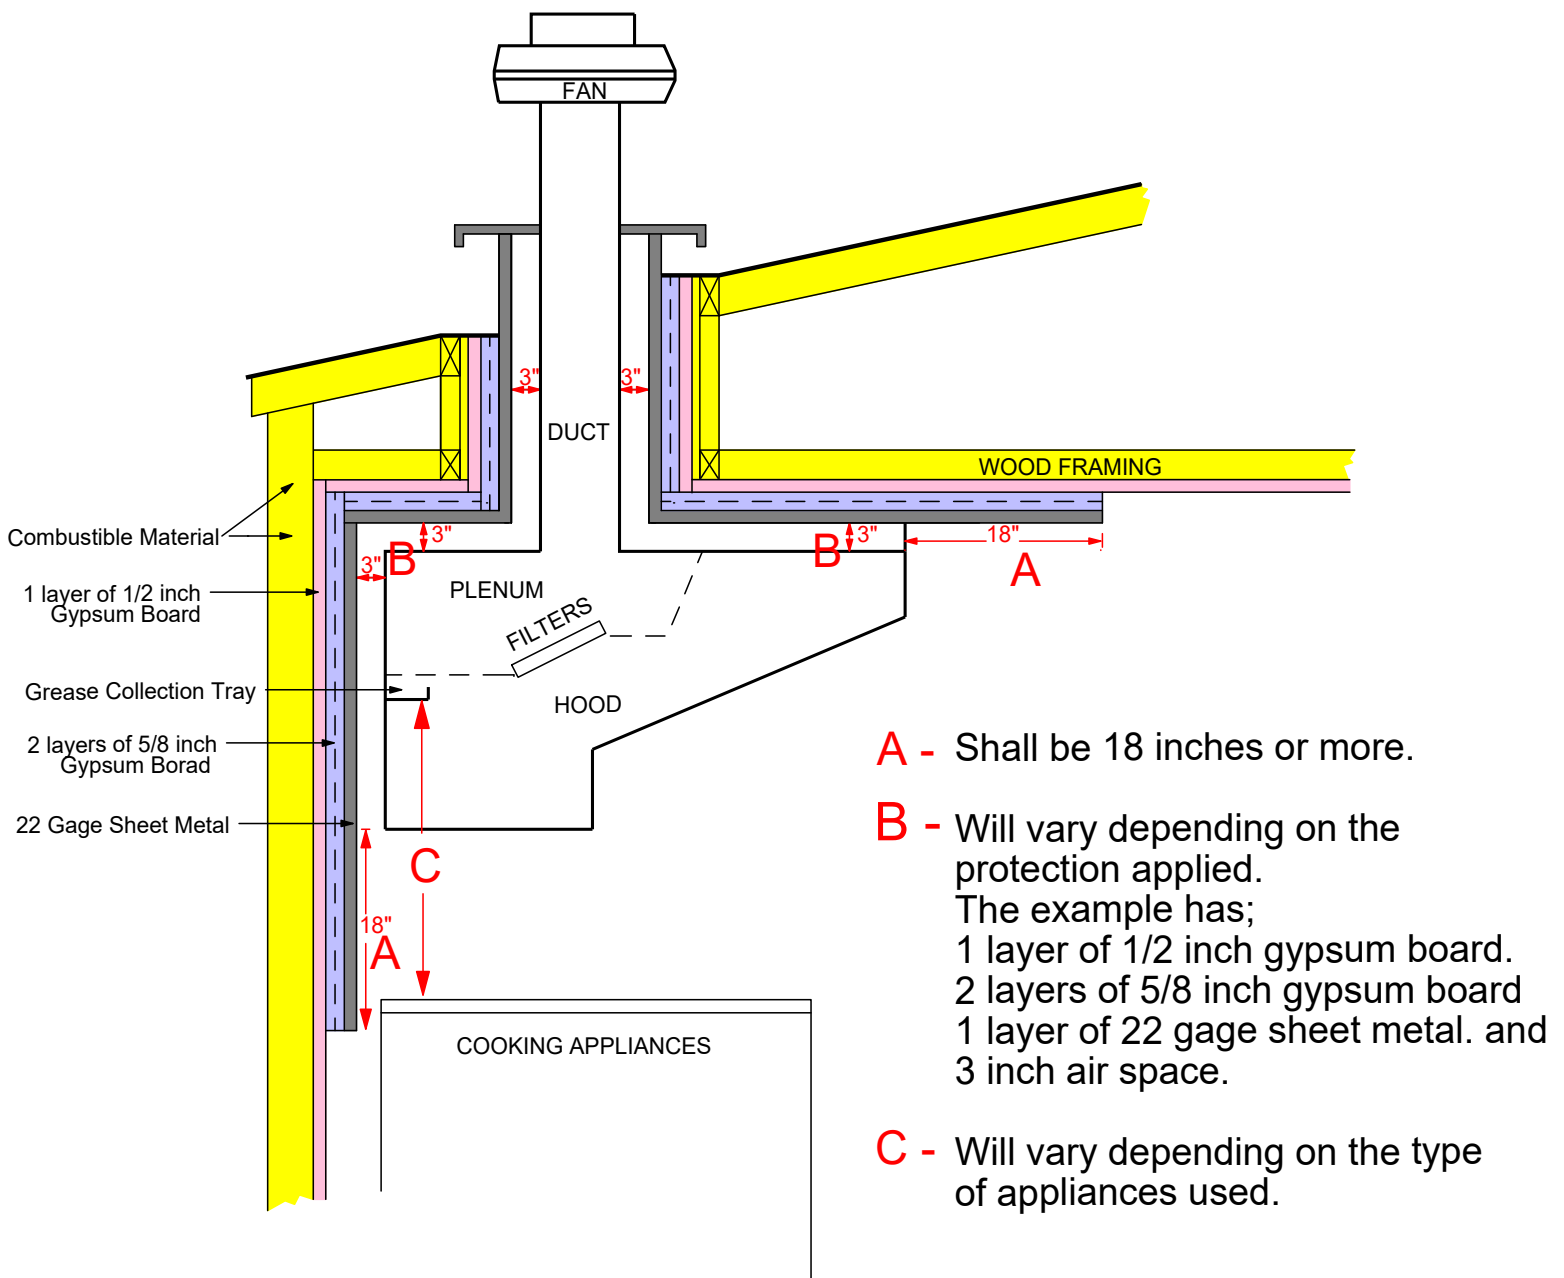 FAN
3"
3"
DUCT
WOOD FRAMING
Combustible Material
3"
B
3"
B
3"
18"
A
1 layer of 1/2 inch
Gypsum Board
PLENUM
FILTERS
Grease Collection Tray
HOOD
2 layers of 5/8 inch
Gypsum Borad
22 Gage Sheet Metal
C
18"
A
COOKING APPLIANCES
A - Shall be 18 inches or more.
B - Will vary depending on the
protection applied.
The example has;
1 layer of 1/2 inch gypsum board.
2 layers of 5/8 inch gypsum board
1 layer of 22 gage sheet metal. and
3 inch air space.
C - Will vary depending on the type
of appliances used.